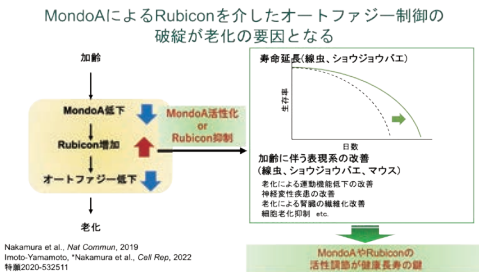 MondoAによるRubiconを介したオートファジー制御の
破綻が老化の要因となる
加齢
MondoA低下
Rubicon増加
オートファジー低下
老化
MondoA活性化
or
Rubicon抑制
寿命延長(線虫、ショウジョウバエ)
生存率
日数
加齢に伴う表現系の改善
(線虫、ショウジョウバエ、マウス)
老化による運動機能低下の改善
神経変性疾患の改善
老化による腎臓の線維化改善
細胞老化抑制 etc.
MondoAやRubiconの
活性調節が健康長寿の鍵
Nakamura et al., Nat Commun, 2019
Imoto-Yamamoto, *Nakamura et al., Cell Rep, 2022
特願2020-532511